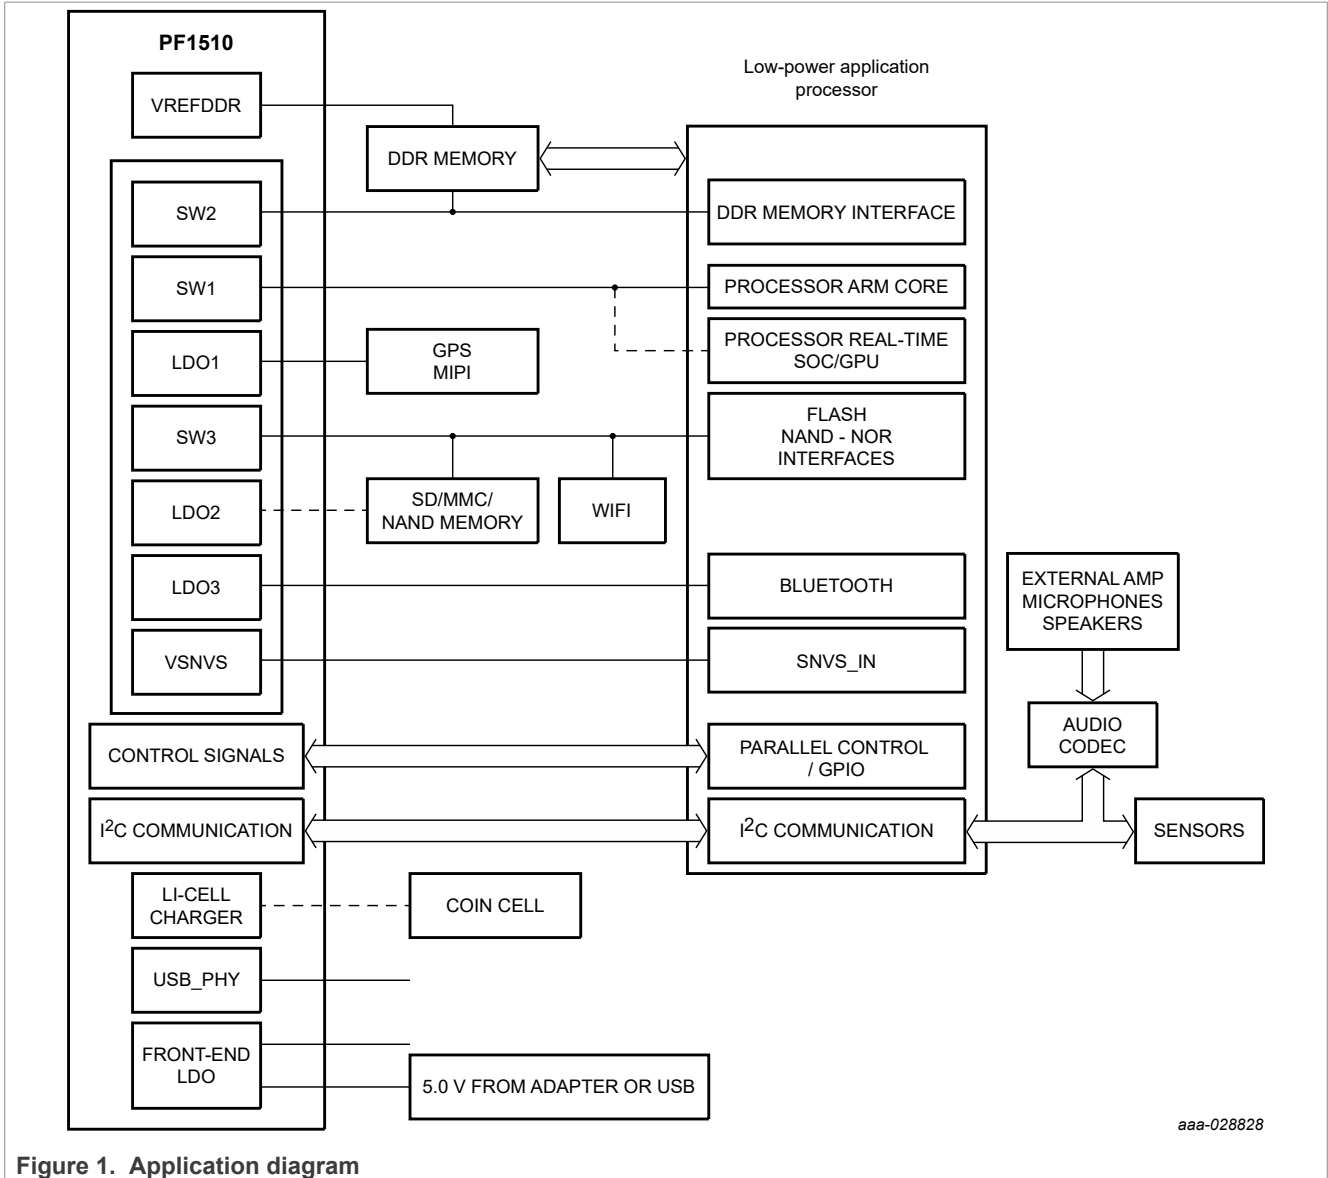 PF1510
Low-power application
processor
VREFDDR
DDR MEMORY
SW2
DDR MEMORY INTERFACE
SW1
PROCESSOR ARM CORE
PROCESSOR REAL-TIME
SOC/GPU
LDO1
GPS
MIPI
SW3
FLASH
NAND - NOR
INTERFACES
LDO2
SD/MMC/
NAND MEMORY
WIFI
LDO3
BLUETOOTH
EXTERNAL AMP
MICROPHONES
SPEAKERS
VSNVS
SNVS_IN
CONTROL SIGNALS
PARALLEL CONTROL
/ GPIO
AUDIO
CODEC
I²C COMMUNICATION
I²C COMMUNICATION
SENSORS
LI-CELL
CHARGER
COIN CELL
USB_PHY
FRONT-END
LDO
5.0 V FROM ADAPTER OR USB
aaa-028828
Figure 1. Application diagram